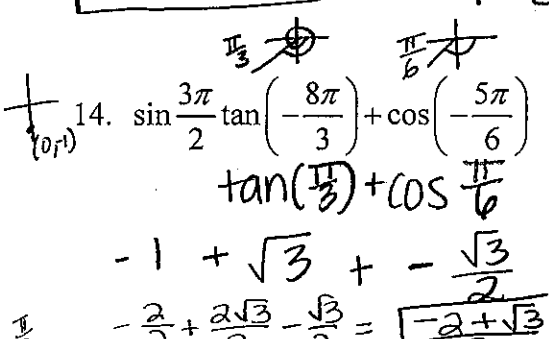 π/3 π/6
(0,-1) 14. sin 3π/2 tan(-8π/3) + cos(-5π/6)
tan(π/3) + cos π/6
-1 + √3 + - √3/2
π -2/2 + 2√3/2 - √3/2 = -2+√3